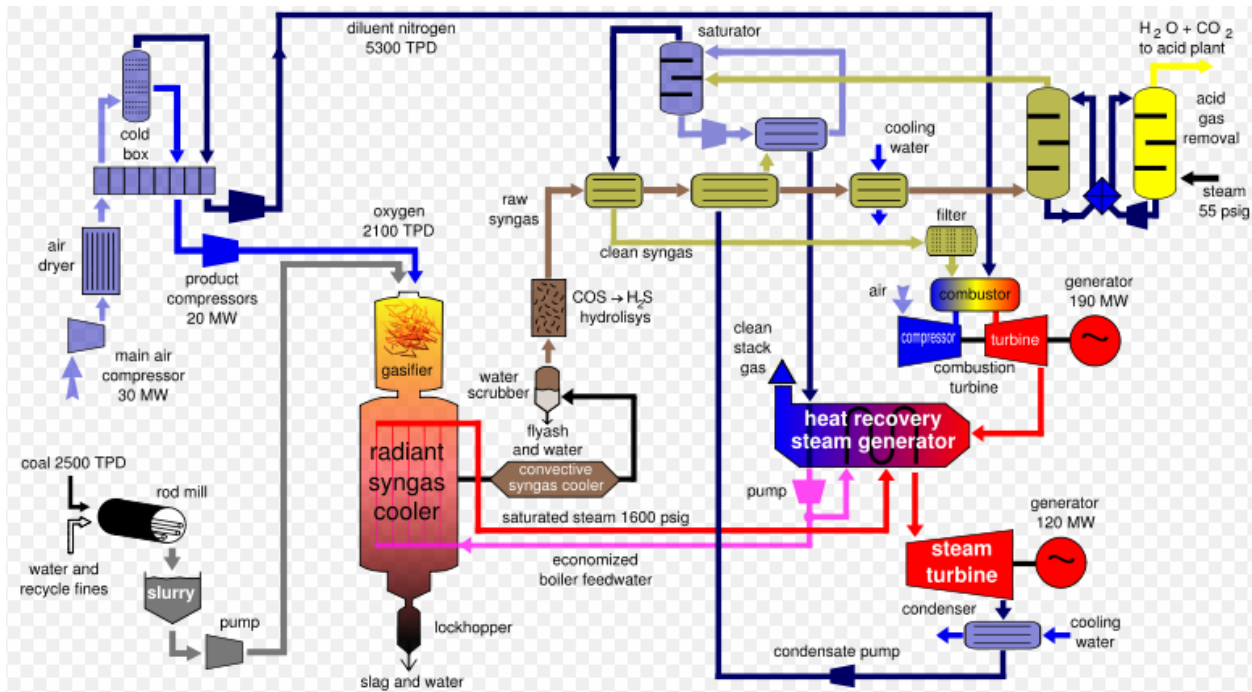 diluent nitrogen
5300 TPD
saturator
H2O + CO2
to acid plant
cold
box
cooling
water
acid
gas
removal
steam
55 psig
raw
syngas
oxygen
2100 TPD
filter
air
dryer
clean syngas
product
compressors
20 MW
COS → H2S
hydrolisys
air
combustor
generator
190 MW
compressor
turbine
~
combustion
turbine
main air
compressor
30 MW
gasifier
water
scrubber
clean
stack
gas
flyash
and water
heat recovery
steam generator
radiant
syngas
cooler
convective
syngas cooler
coal 2500 TPD
rod mill
pump
generator
120 MW
saturated steam 1600 psig
economized
boiler feedwater
steam
turbine
~
water and
recycle fines
slurry
pump
lockhopper
condenser
cooling
water
condensate pump
slag and water